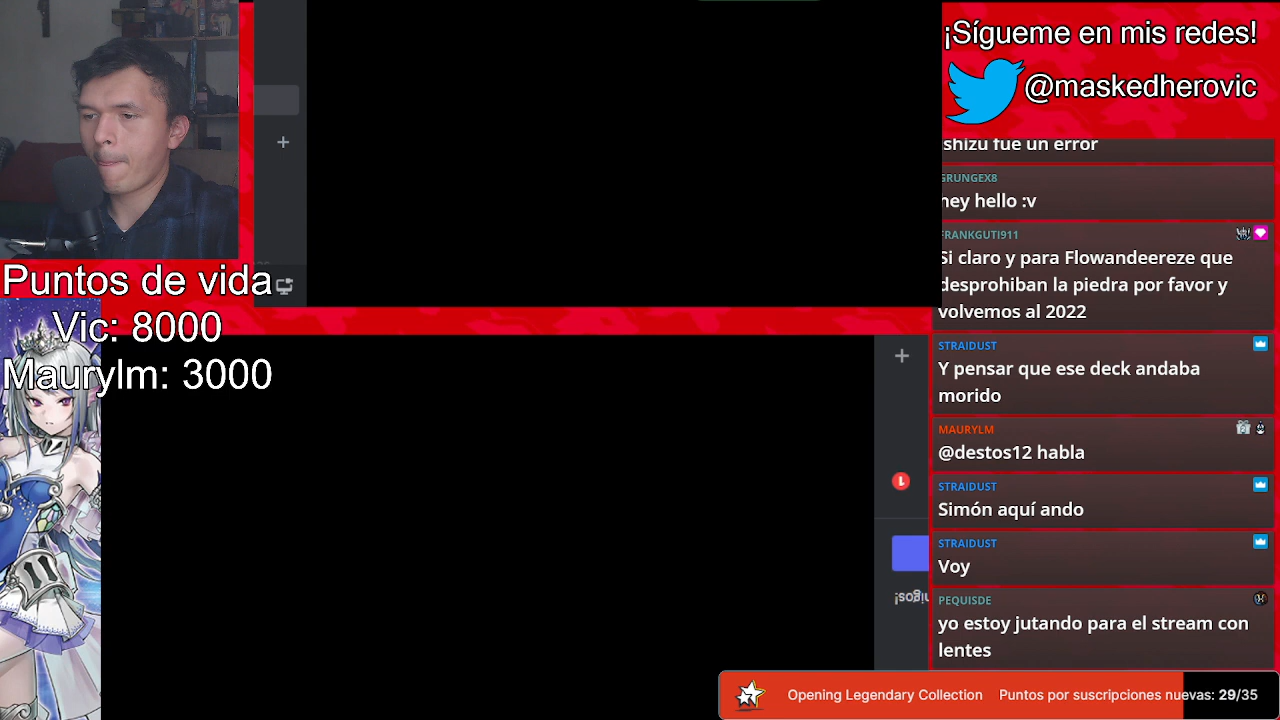 ¡Sígueme en mis redes!
@maskedherovic
shizu fue un error
GRUNGEX8
hey hello :v
FRANKGUTI911
Si claro y para Flowandeereze que
desprohiban la piedra por favor y
volvemos al 2022
STRAIDUST
Y pensar que ese deck andaba
morido
MAURYLM
@destos12 habla
STRAIDUST
Simón aquí ando
STRAIDUST
Voy
PEQUISDE
yo estoy jutando para el stream con
lentes
Puntos de vida
Vic: 8000
Maurylm: 3000
1
igos!
Opening Legendary Collection Puntos por suscripciones nuevas: 29/35